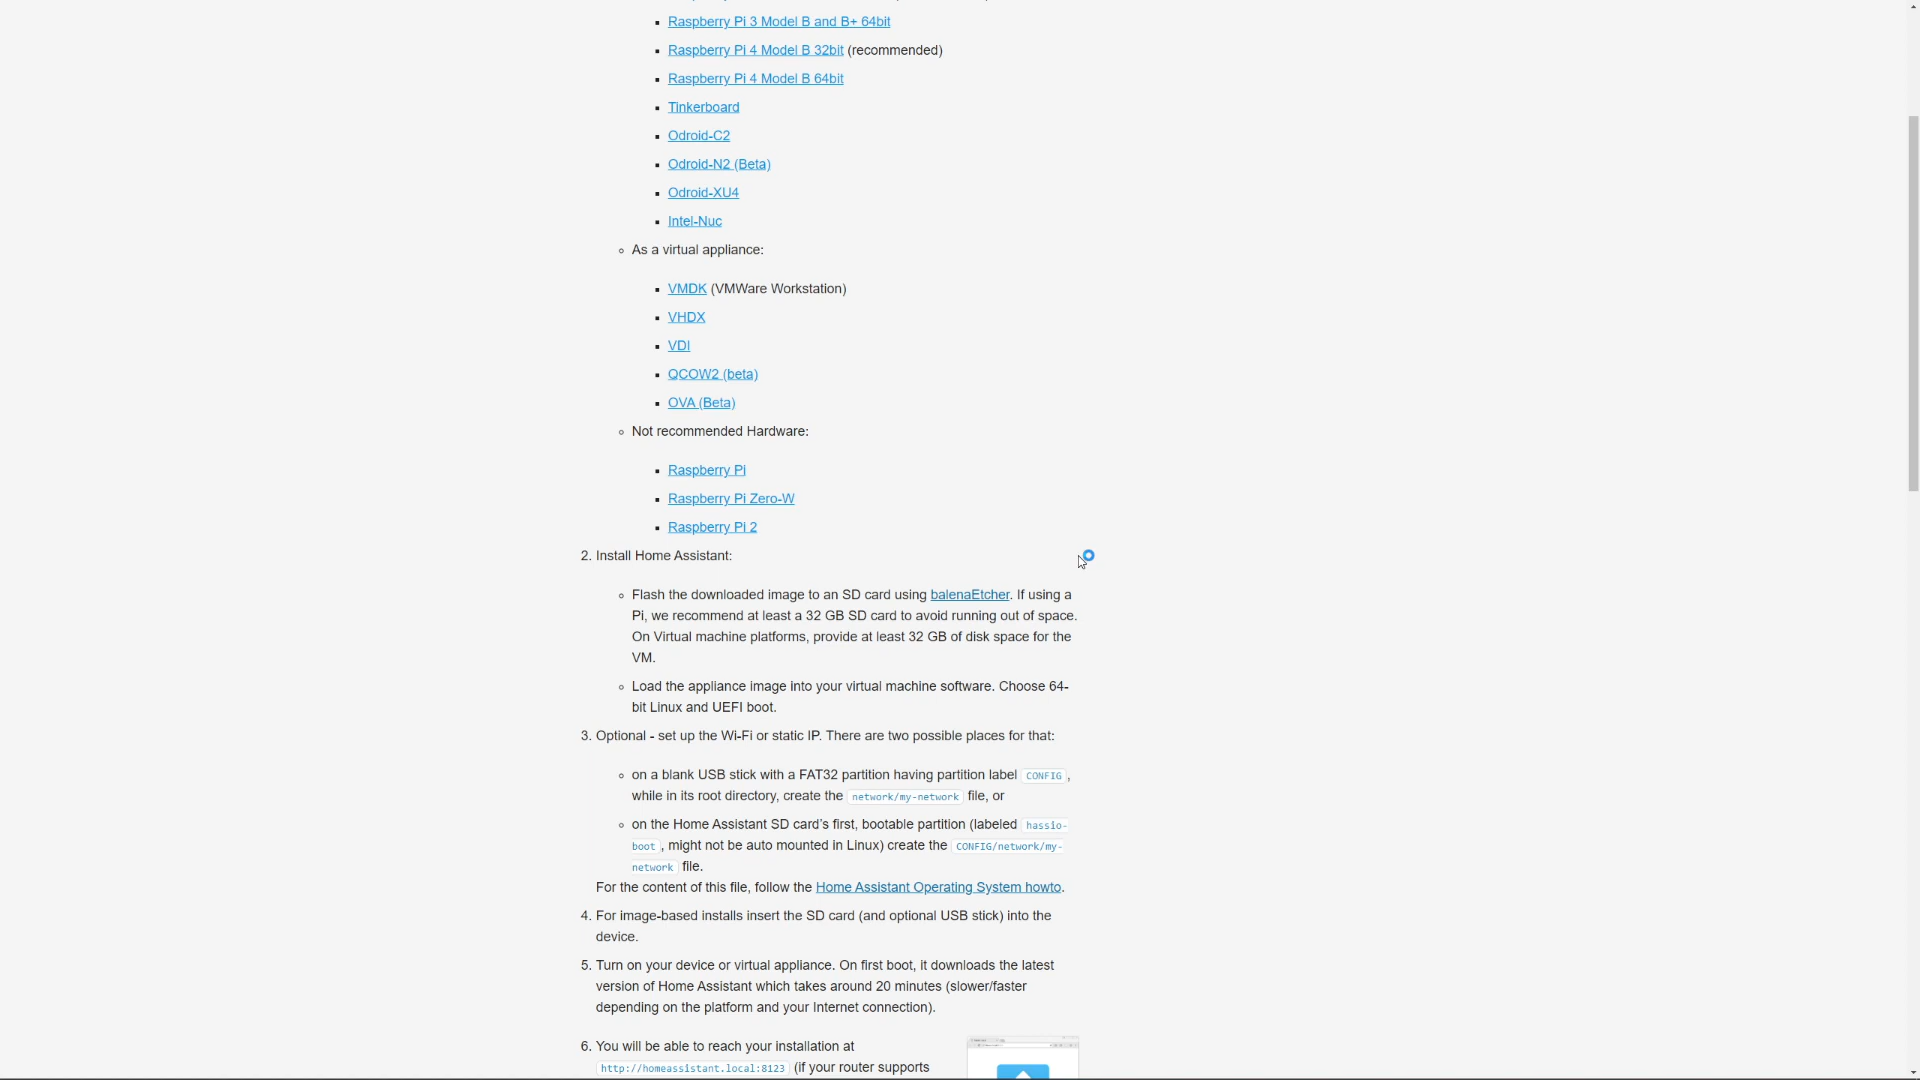 Raspberry Pi 3 Model B and B+ 64bit
Raspberry Pi 4 Model B 32bit (recommended)
Raspberry Pi 4 Model B 64bit
Tinkerboard
Odroid-C2
Odroid-N2 (Beta)
Odroid-XU4
Intel-Nuc
As a virtual appliance:
VMDK (VMWare Workstation)
VHDX
VDI
QCOW2 (beta)
OVA (Beta)
Not recommended Hardware:
Raspberry Pi
Raspberry Pi Zero-W
Raspberry Pi 2
2. Install Home Assistant:
Flash the downloaded image to an SD card using balenaEtcher. If using a
Pi, we recommend at least a 32 GB SD card to avoid running out of space.
On Virtual machine platforms, provide at least 32 GB of disk space for the
VM.
Load the appliance image into your virtual machine software. Choose 64-
bit Linux and UEFI boot.
3. Optional - set up the Wi-Fi or static IP. There are two possible places for that:
on a blank USB stick with a FAT32 partition having partition label CONFIG,
while in its root directory, create the network/my-network file, or
on the Home Assistant SD card's first, bootable partition (labeled hassio-
boot, might not be auto mounted in Linux) create the CONFIG/network/my-
network file.
For the content of this file, follow the Home Assistant Operating System howto.
4. For image-based installs insert the SD card (and optional USB stick) into the
device.
5. Turn on your device or virtual appliance. On first boot, it downloads the latest
version of Home Assistant which takes around 20 minutes (slower/faster
depending on the platform and your Internet connection).
6. You will be able to reach your installation at
http://homeassistant.local:8123 (if your router supports